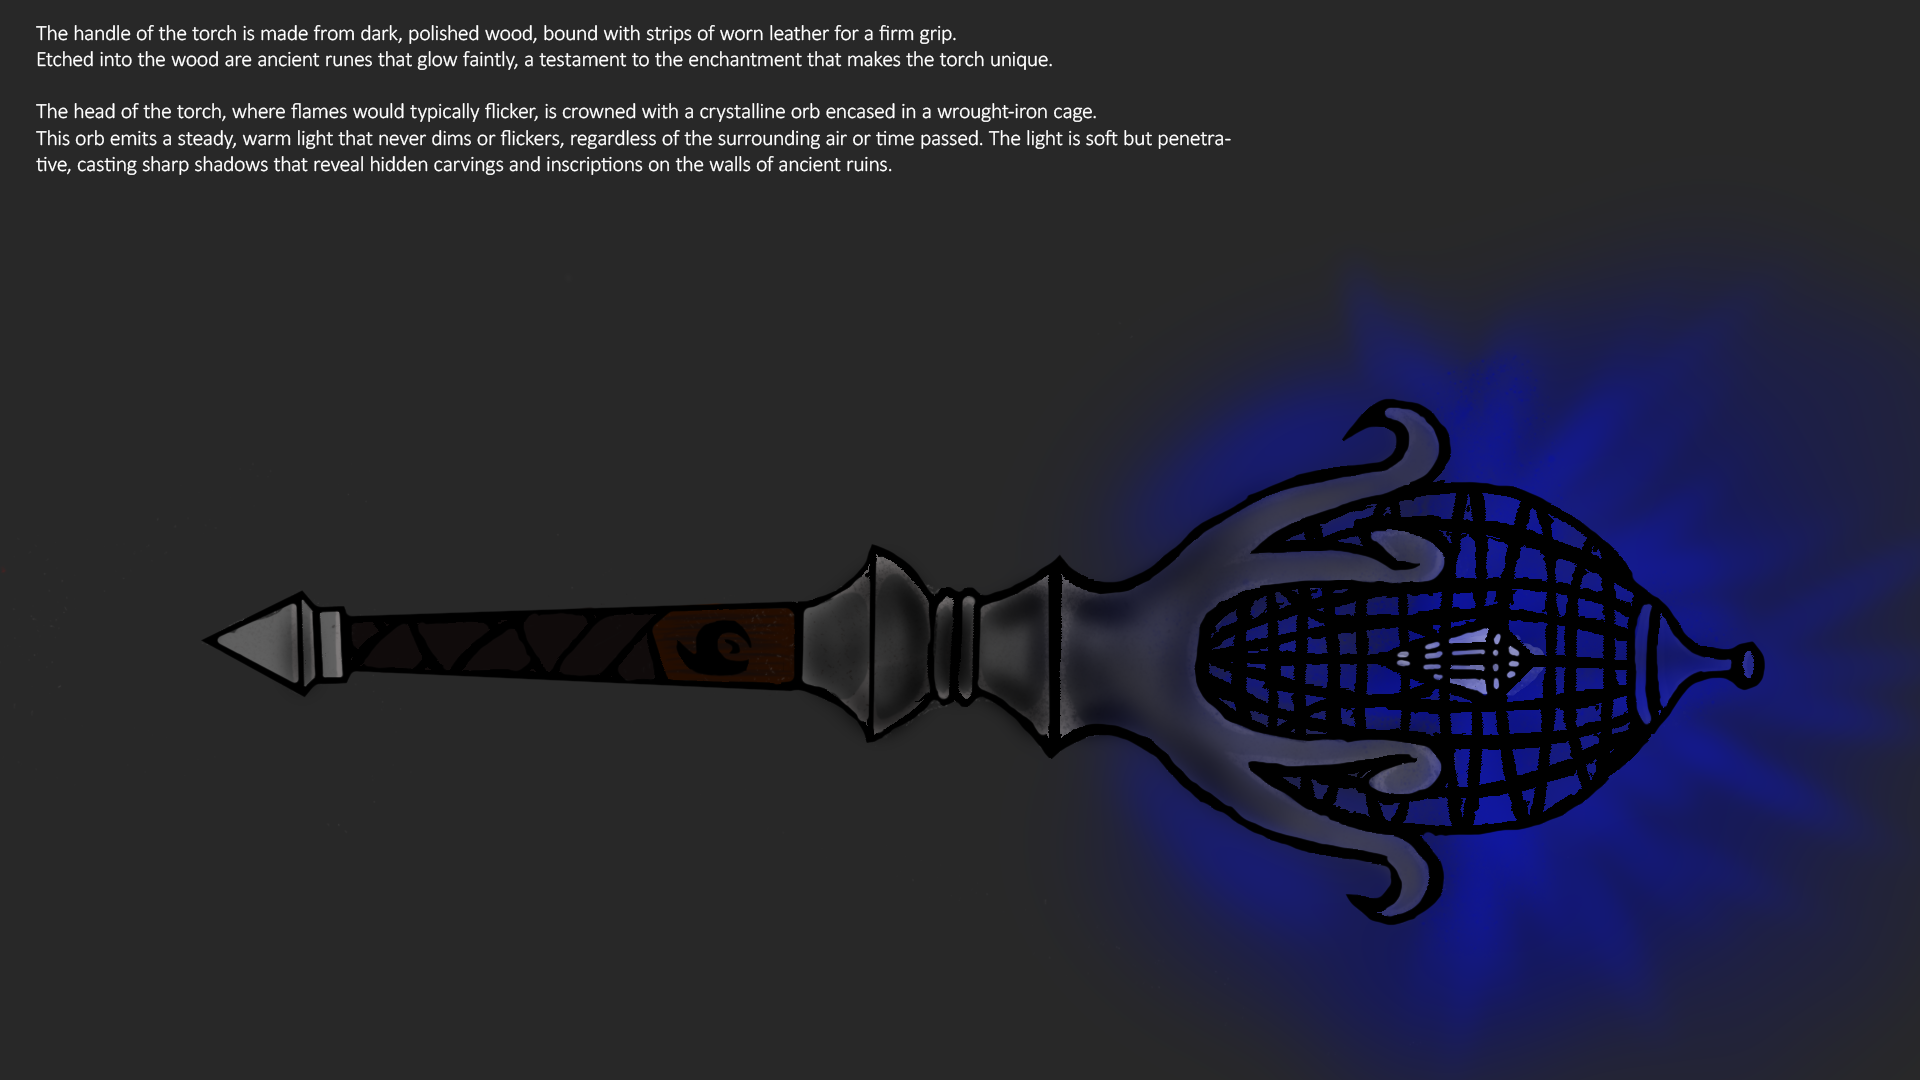 The handle of the torch is made from dark, polished wood, bound with strips of worn leather for a firm grip.
Etched into the wood are ancient runes that glow faintly, a testament to the enchantment that makes the torch unique.
The head of the torch, where flames would typically flicker, is crowned with a crystalline orb encased in a wrought-iron cage.
This orb emits a steady, warm light that never dims or flickers, regardless of the surrounding air or time passed. The light is soft but penetra-
tive, casting sharp shadows that reveal hidden carvings and inscriptions on the walls of ancient ruins.